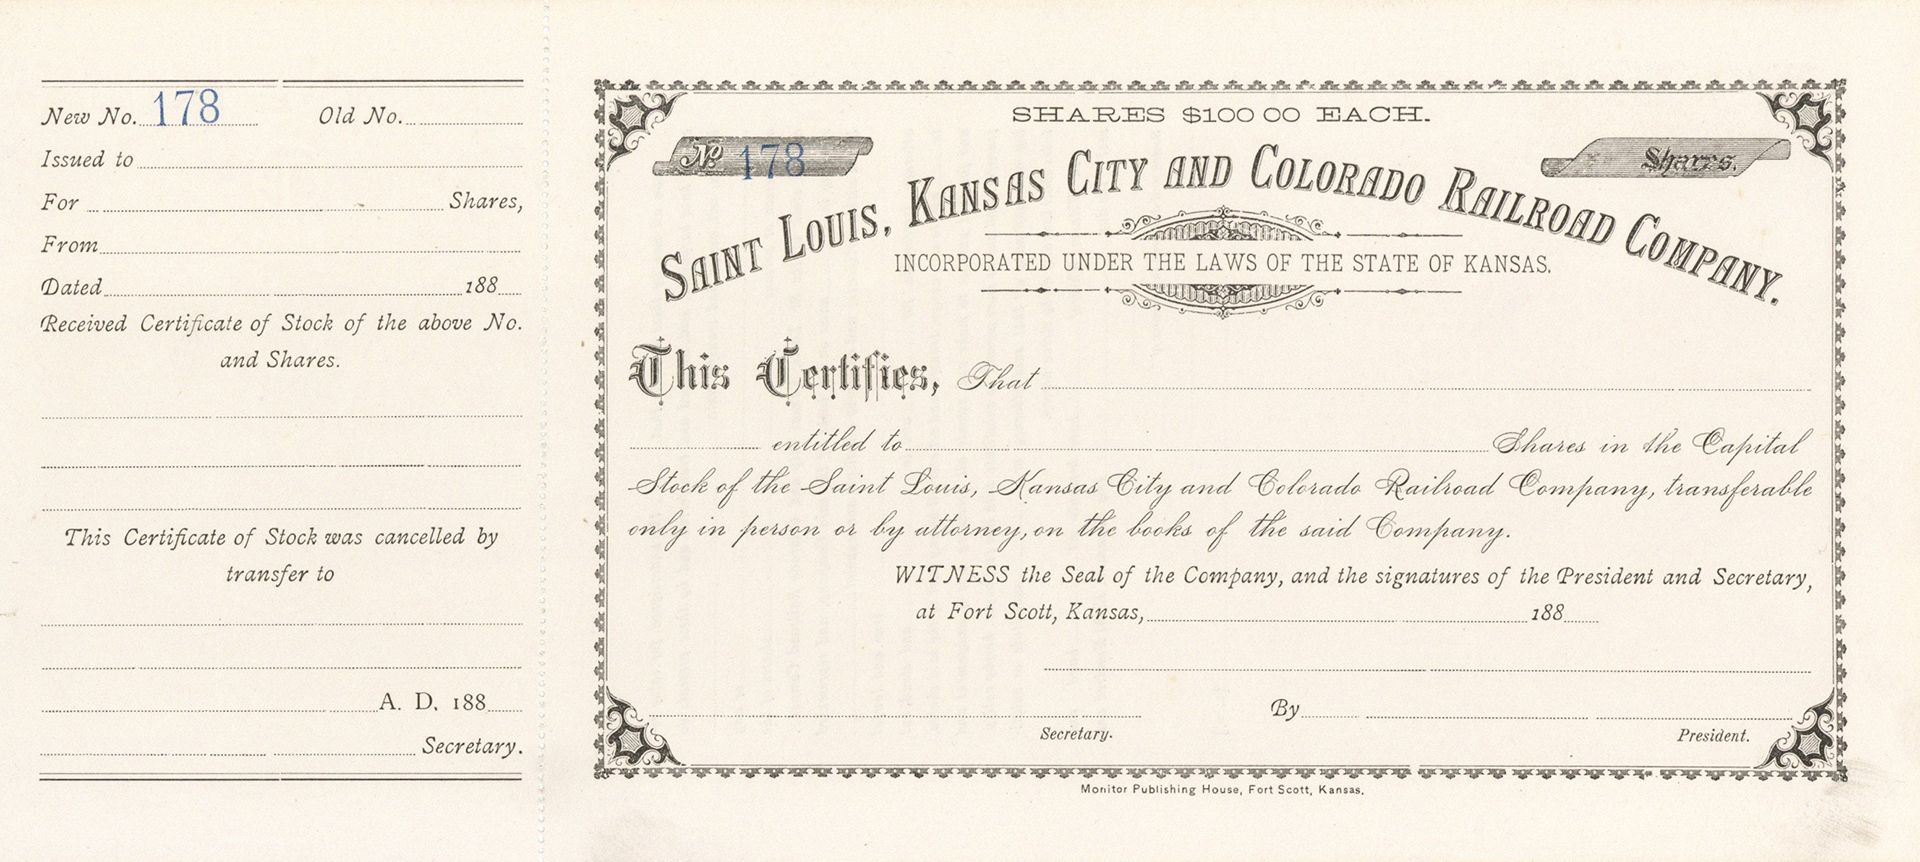 New No. 178 Old No.
Issued to
For Shares,
From
Dated 188
Received Certificate of Stock of the above No.
and Shares.
This Certificate of Stock was cancelled by
transfer to
A. D. 188
Secretary.
SHARES $100 00 EACH.
No 178
Shares.
SAINT LOUIS, KANSAS CITY AND COLORADO RAILROAD COMPANY.
INCORPORATED UNDER THE LAWS OF THE STATE OF KANSAS.
This Certifies, That
entitled to Shares in the Capital
Stock of the Saint Louis, Kansas City and Colorado Railroad Company, transferable
only in person or by attorney, on the books of the said Company.
WITNESS the Seal of the Company, and the signatures of the President and Secretary,
at Fort Scott, Kansas, 188
By
Secretary.
President.
Monitor Publishing House, Fort Scott, Kansas.